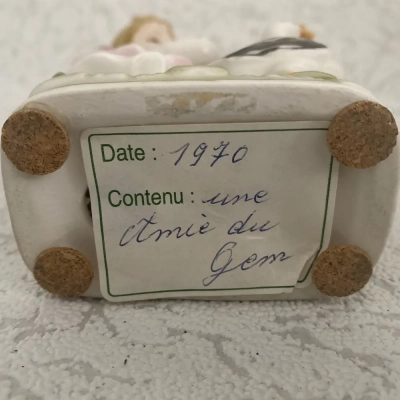 Date : 1970
Contenu : une
Amie du
Gem